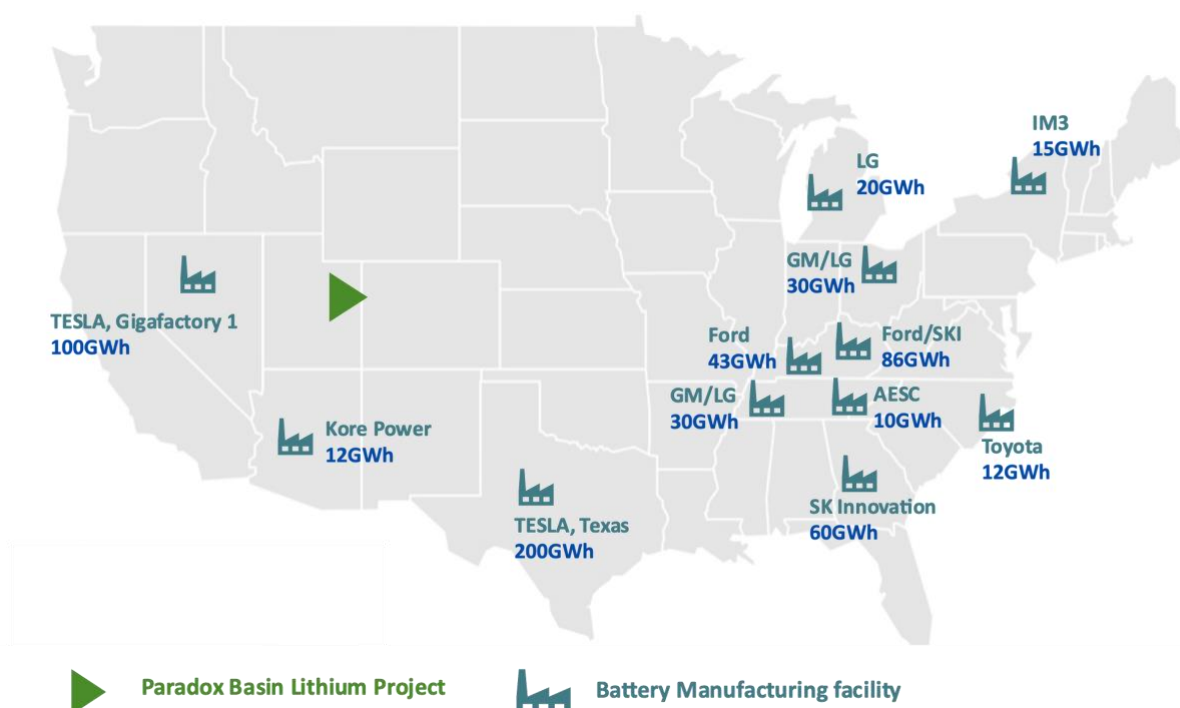 IM3
15GWh
LG
20GWh
GM/LG
30GWh
TESLA, Gigafactory 1
100GWh
Ford
43GWh
Ford/SKI
86GWh
GM/LG
30GWh
AESC
10GWh
Kore Power
12GWh
Toyota
12GWh
SK Innovation
60GWh
TESLA, Texas
200GWh
Paradox Basin Lithium Project
Battery Manufacturing facility